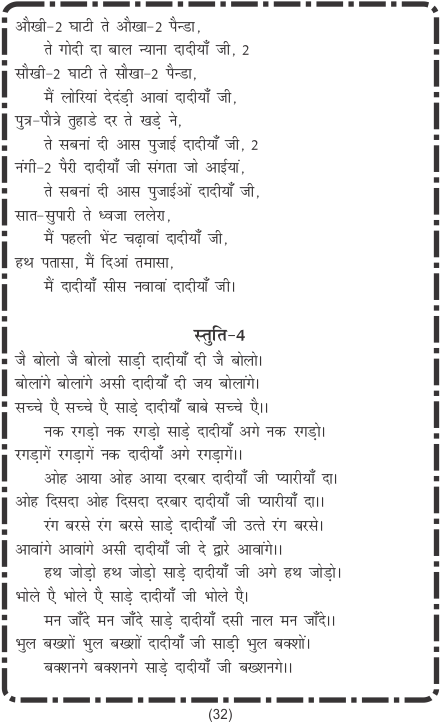 औखी-2 घाटी ते औखा-2 पैन्डा,
ते गोदी दा बाल न्याना दादीयाँ जी, 2
सौखी-2 घाटी ते सौखा-2 पैन्डा,
मैं लोरियां देदंड़ी आवां दादीयाँ जी,
पुत्र-पौत्रे तुहाडे दर ते खड़े ने,
ते सबनां दी आस पुजाई दादीयाँ जी, 2
नंगी-2 पैरी दादीयाँ जी संगता जो आईयां,
ते सबनां दी आस पुजाईओं दादीयाँ जी,
सात-सुपारी ते ध्वजा ललेरा,
मैं पहली भेंट चढ़ावां दादीयाँ जी,
हथ पतासा, मैं दिआं तमासा,
मैं दादीयाँ सीस नवावां दादीयाँ जी।
स्तुति-4
जै बोलो जै बोलो साड़ी दादीयाँ दी जै बोलो।
बोलांगे बोलांगे असी दादीयाँ दी जय बोलांगे।
सच्चे एै सच्चे एै साड़े दादीयाँ बाबे सच्चे एै।।
नक रगड़ो नक रगड़ो साड़े दादीयाँ अगे नक रगड़ो।
रगड़ागें रगड़ागें नक दादीयाँ अगे रगड़ागें।।
ओह आया ओह आया दरबार दादीयाँ जी प्यारीयाँ दा।
ओह दिसदा ओह दिसदा दरबार दादीयाँ जी प्यारीयाँ दा।।
रंग बरसे रंग बरसे साड़े दादीयाँ जी उत्ते रंग बरसे।
आवांगे आवांगे असी दादीयाँ जी दे द्वारे आवांगे।।
हथ जोड़ो हथ जोड़ो साड़े दादीयाँ जी अगे हथ जोड़ो।
भोले एै भोले एै साड़े दादीयाँ जी भोले एै।
मन जाँदे मन जाँदे साड़े दादीयाँ दसी नाल मन जाँदे।।
भुल बख्शों भुल बख्शों दादीयाँ जी साड़ी भुल बक्शों।
बक्शनगे बक्शनगे साड़े दादीयाँ जी बख्शनगे।।
(32)